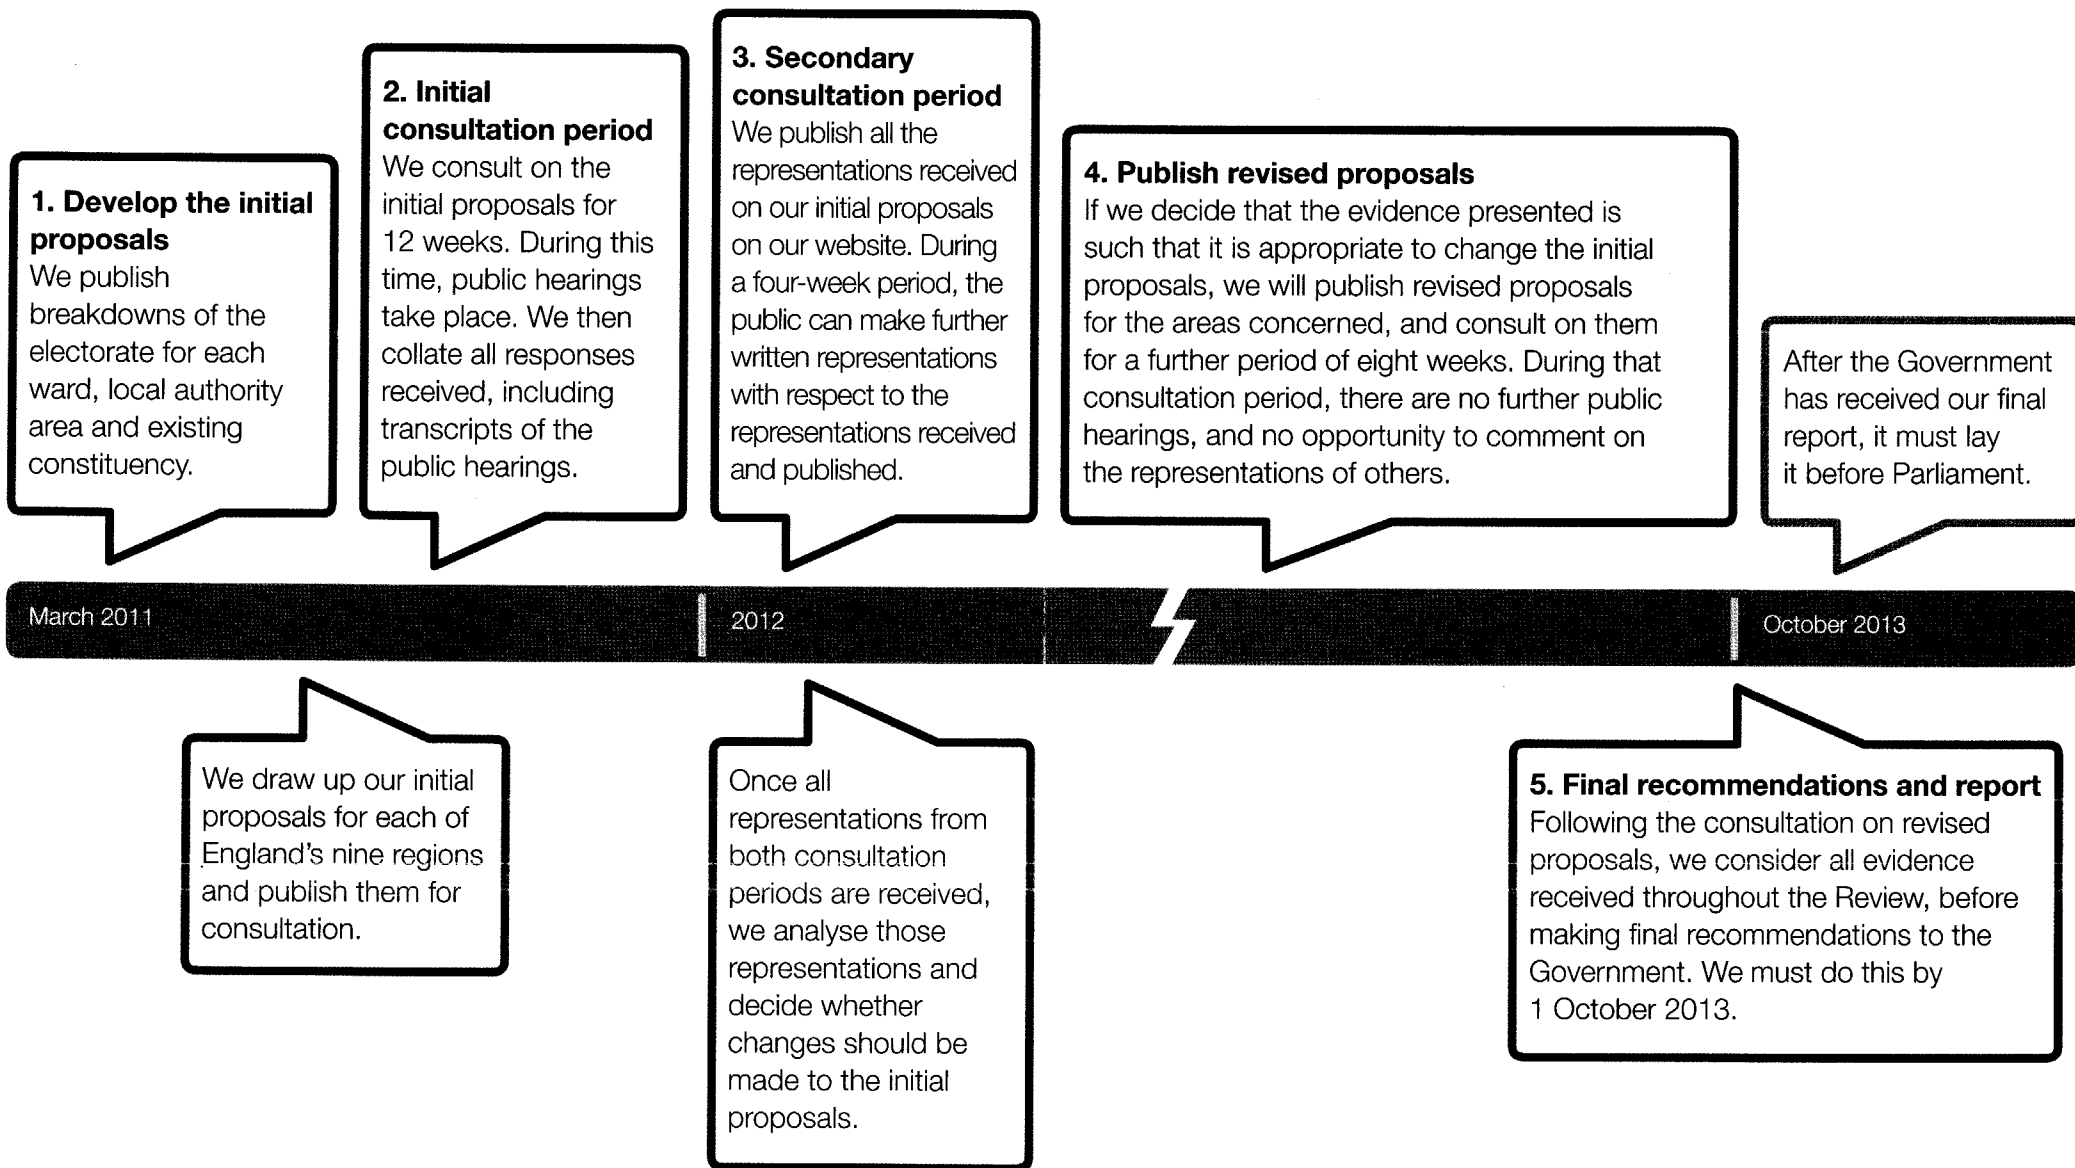 1. Develop the initial
proposals
We publish
breakdowns of the
electorate for each
ward, local authority
area and existing
constituency.
2. Initial
consultation period
We consult on the
initial proposals for
12 weeks. During this
time, public hearings
take place. We then
collate all responses
received, including
transcripts of the
public hearings.
3. Secondary
consultation period
We publish all the
representations received
on our initial proposals
on our website. During
a four-week period, the
public can make further
written representations
with respect to the
representations received
and published.
4. Publish revised proposals
If we decide that the evidence presented is
such that it is appropriate to change the initial
proposals, we will publish revised proposals
for the areas concerned, and consult on them
for a further period of eight weeks. During that
consultation period, there are no further public
hearings, and no opportunity to comment on
the representations of others.
After the Government
has received our final
report, it must lay
it before Parliament.
March 2011
2012
October 2013
We draw up our initial
proposals for each of
England's nine regions
and publish them for
consultation.
Once all
representations from
both consultation
periods are received,
we analyse those
representations and
decide whether
changes should be
made to the initial
proposals.
5. Final recommendations and report
Following the consultation on revised
proposals, we consider all evidence
received throughout the Review, before
making final recommendations to the
Government. We must do this by
1 October 2013.